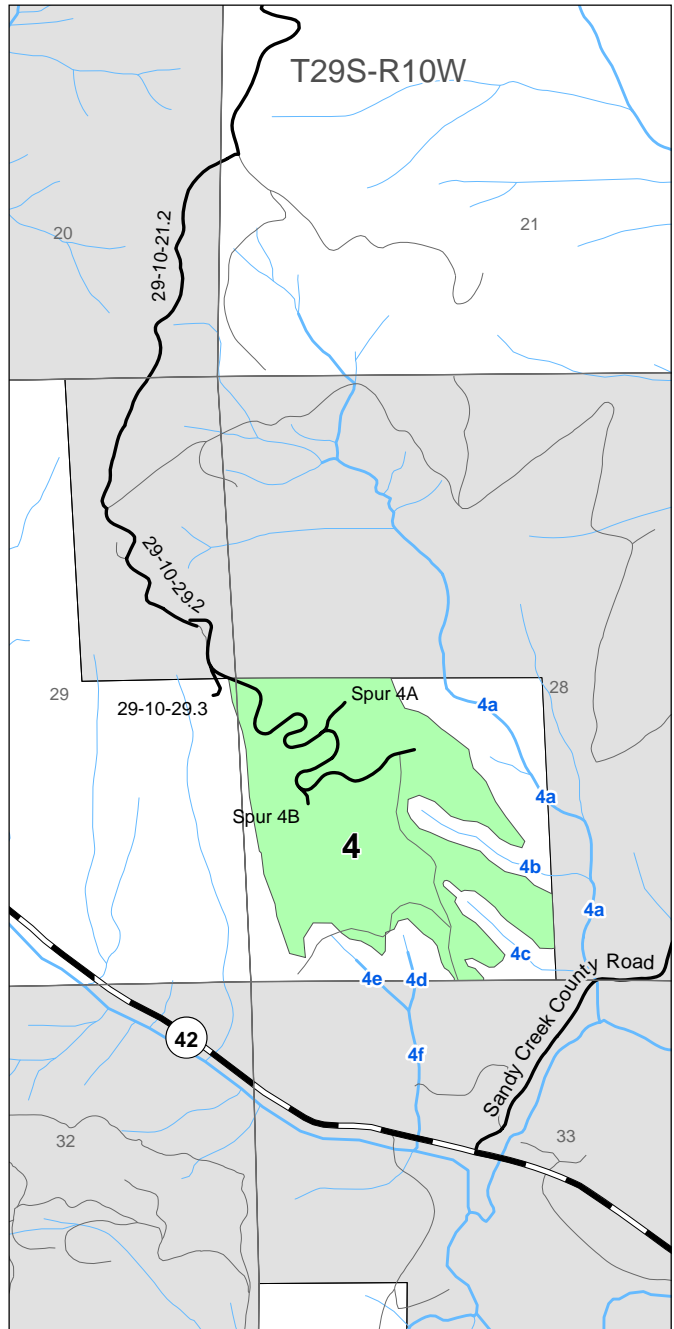 T29S-R10W
20
21
29-10-21.2
29-10-29.2
29
28
29-10-29.3
Spur 4A
4a
4a
Spur 4B
4
4b
4a
4c
4e
4d
Sandy Creek County Road
42
4f
32
33